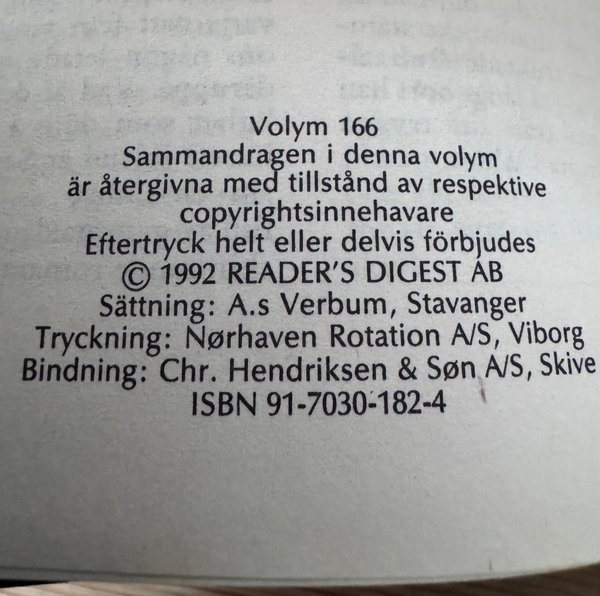 Volym 166
Sammandragen i denna volym
är återgivna med tillstånd av respektive
copyrightsinnehavare
Eftertryck helt eller delvis förbjudes
© 1992 READER'S DIGEST AB
Sättning: A.s Verbum, Stavanger
Tryckning: Nørhaven Rotation A/S, Viborg
Bindning: Chr. Hendriksen & Søn A/S, Skive
ISBN 91-7030-182-4